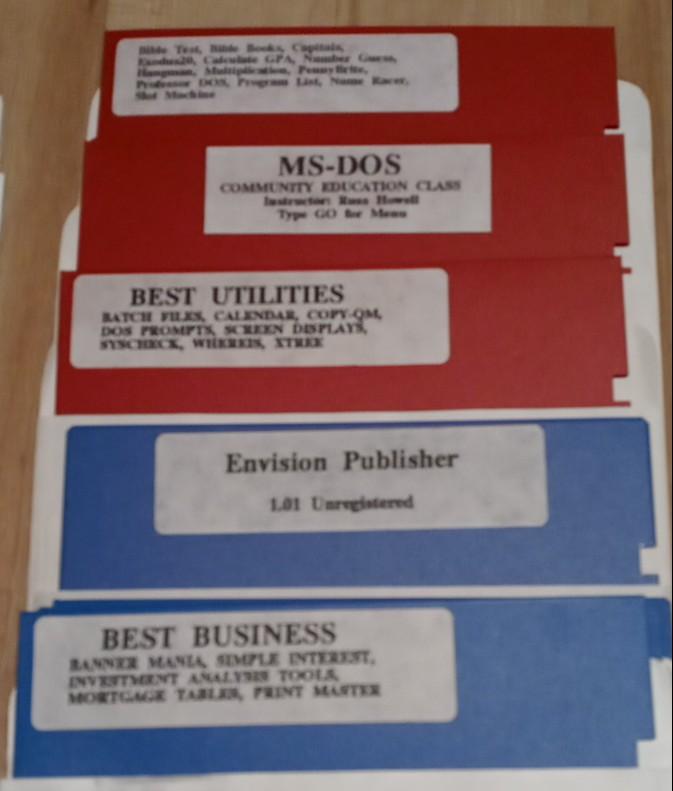 Bible Test, Bible Books, Capitals,
Exodus20, Calculate GPA, Number Guess,
Hangman, Multiplication, PennyBrite,
Professor DOS, Program List, Name Racer,
Slot Machine
MS-DOS
COMMUNITY EDUCATION CLASS
Instructor: Russ Howell
Type GO for Menu
BEST UTILITIES
BATCH FILES, CALENDAR, COPY-QM,
DOS PROMPTS, SCREEN DISPLAYS,
SYSCHECK, WHEREIS, XTREE
Envision Publisher
1.01 Unregistered
BEST BUSINESS
BANNER MANIA, SIMPLE INTEREST,
INVESTMENT ANALYSIS TOOLS,
MORTGAGE TABLES, PRINT MASTER